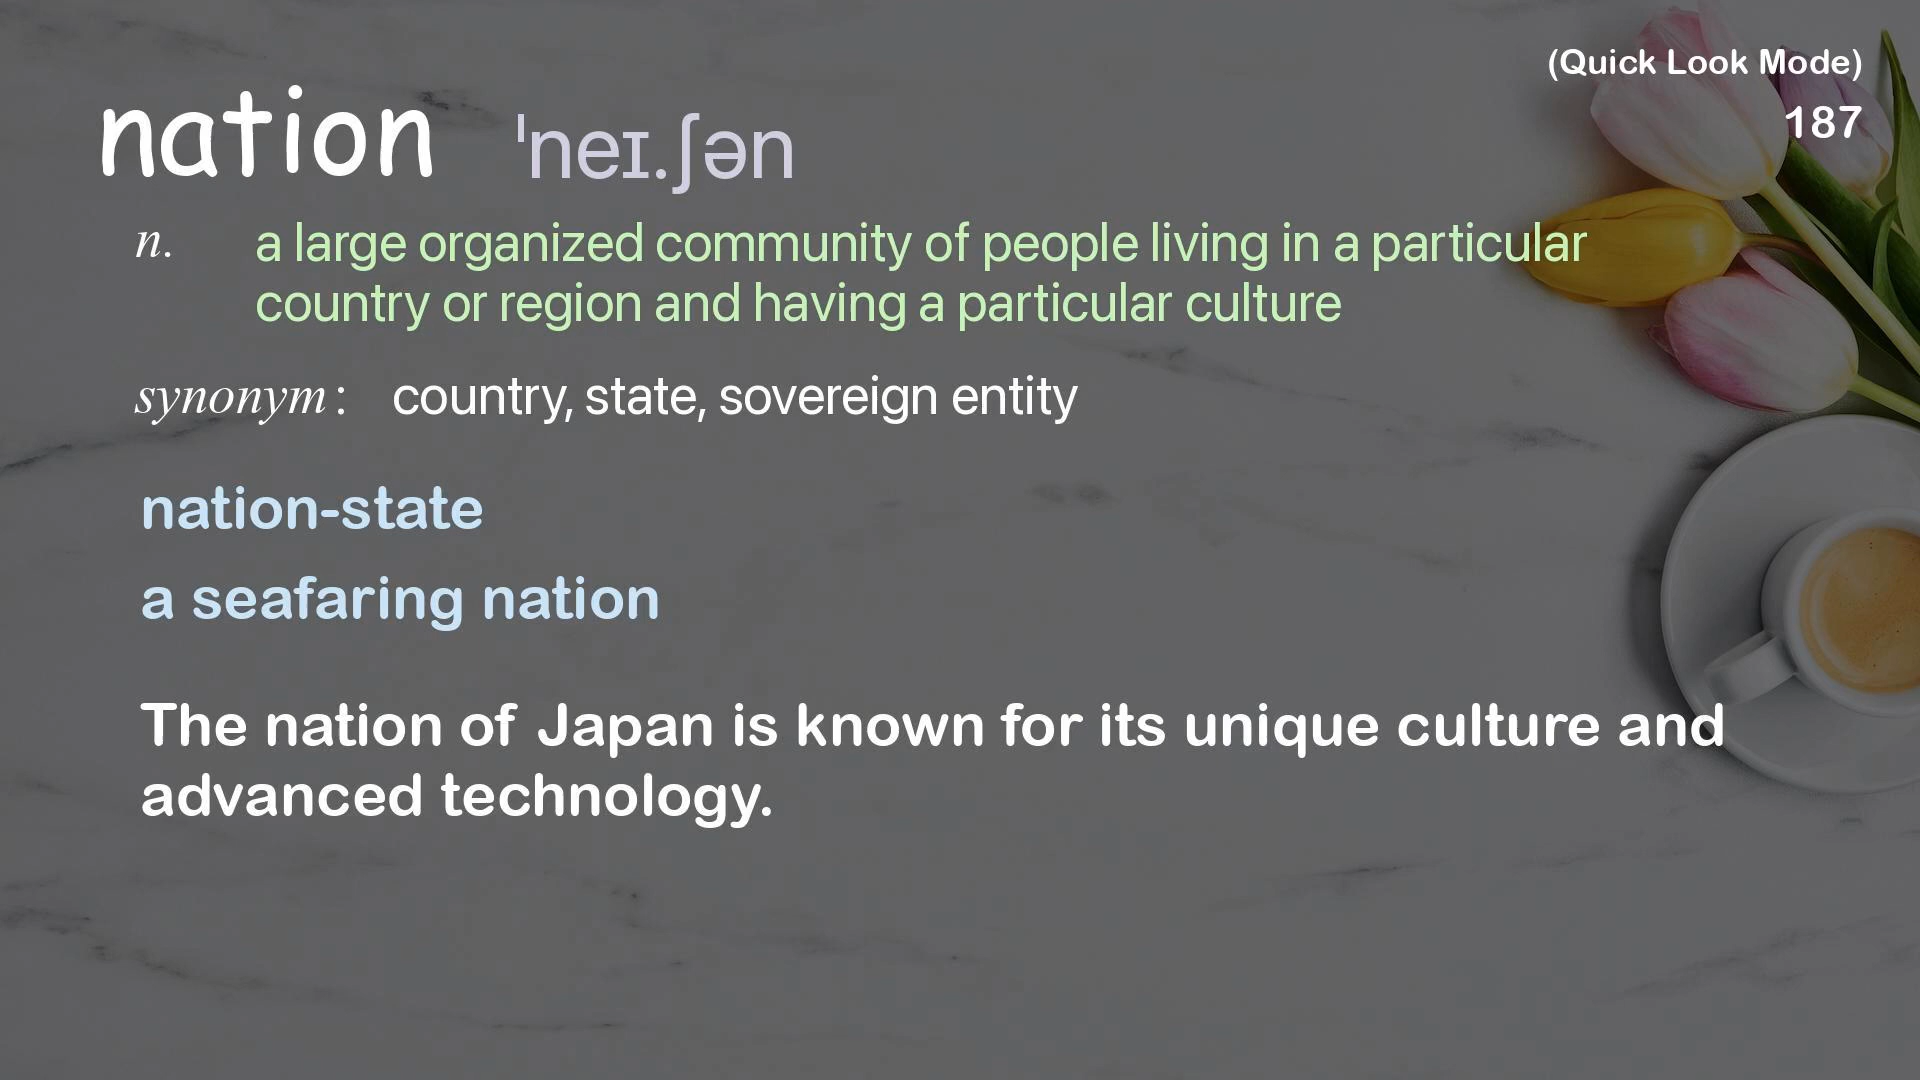 (Quick Look Mode)
187
nation ˈneɪ.ʃən
n. a large organized community of people living in a particular
country or region and having a particular culture
synonym: country, state, sovereign entity
nation-state
a seafaring nation
The nation of Japan is known for its unique culture and
advanced technology.